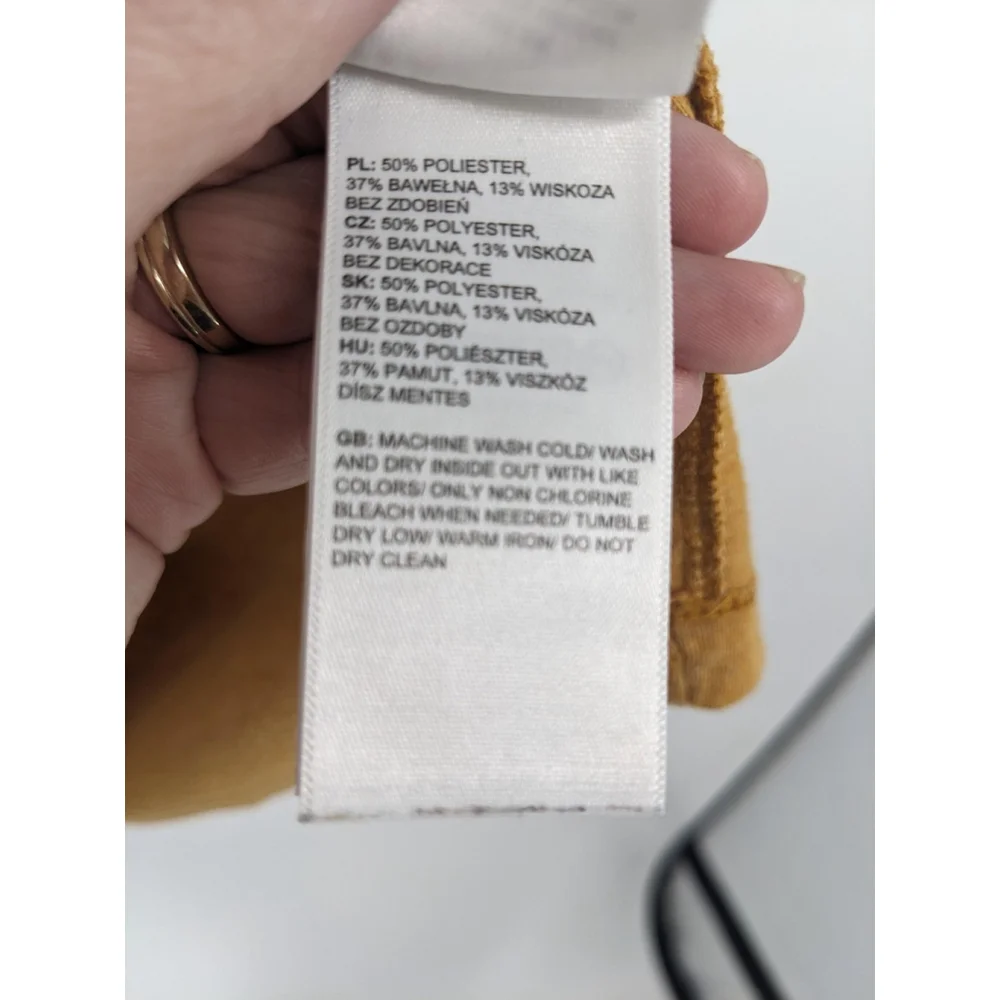 PL: 50% POLIESTER,
37% BAWEŁNA, 13% WISKOZA
BEZ ZDOBIEŃ
CZ: 50% POLYESTER,
37% BAVLNA, 13% VISKÓZA
BEZ DEKORACE
SK: 50% POLYESTER,
37% BAVLNA, 13% VISKÓZA
BEZ OZDOBY
HU: 50% POLIÉSZTER,
37% PAMUT, 13% VISZKÓZ
DÍSZ MENTES
GB: MACHINE WASH COLD/ WASH
AND DRY INSIDE OUT WITH LIKE
COLORS/ ONLY NON CHLORINE
BLEACH WHEN NEEDED/ TUMBLE
DRY LOW/ WARM IRON/ DO NOT
DRY CLEAN